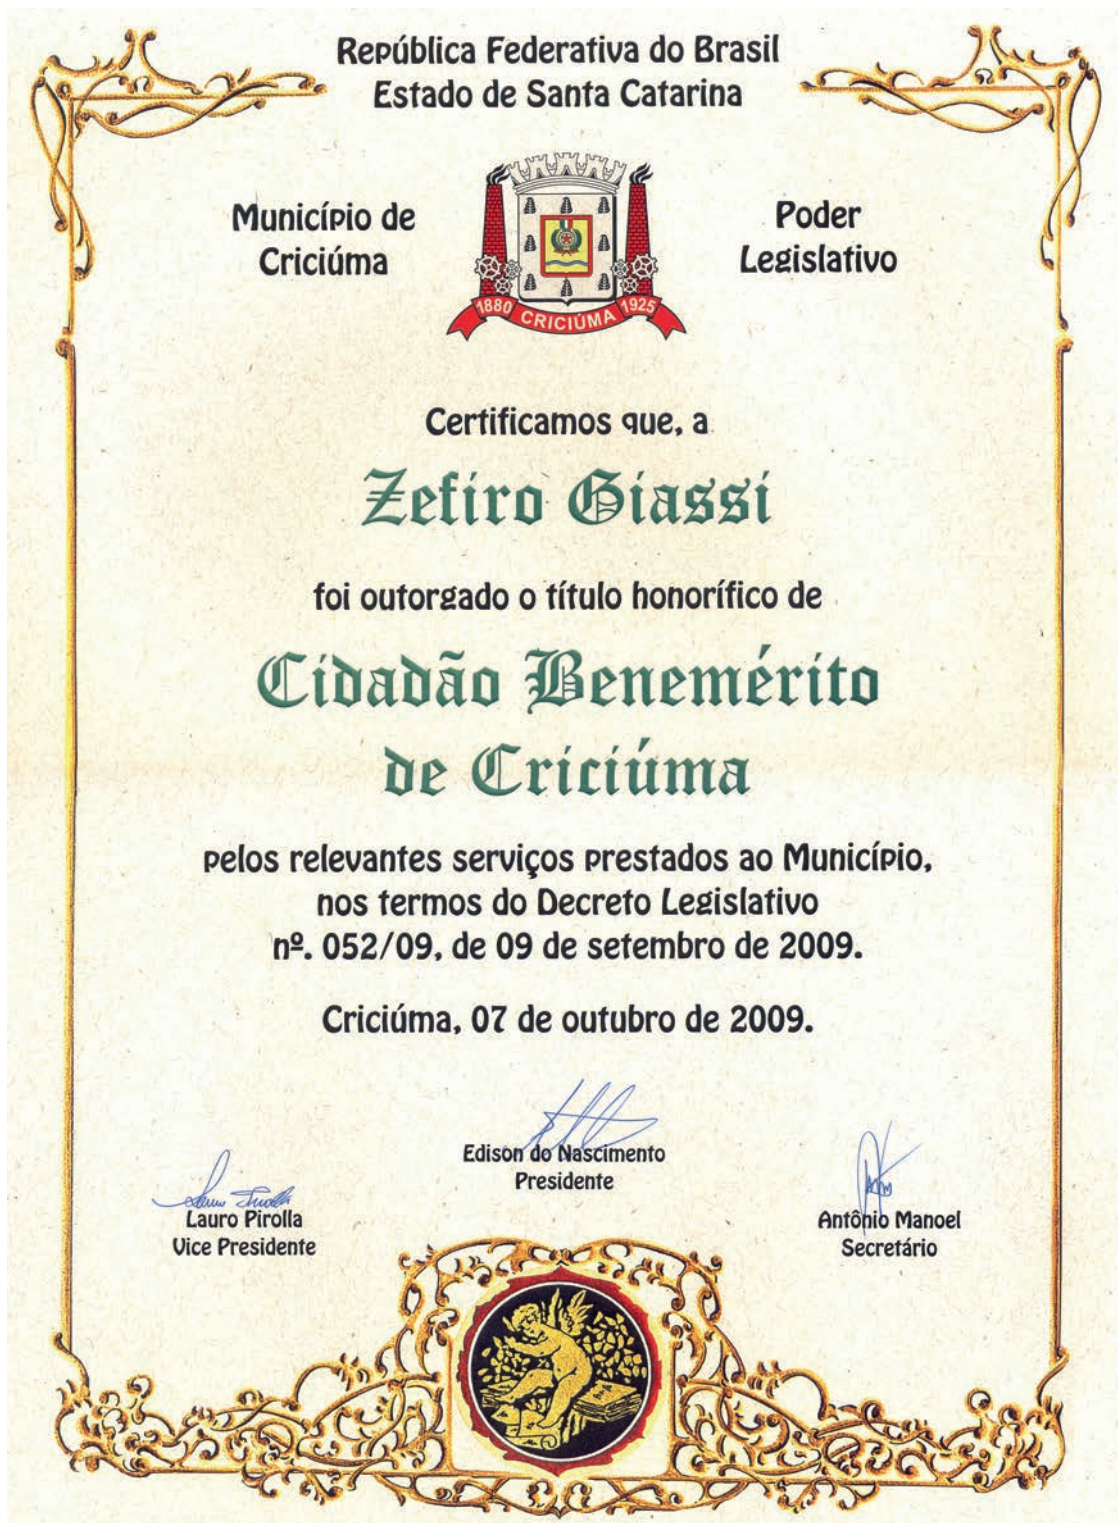 República Federativa do Brasil
Estado de Santa Catarina
Município de
Criciúma
Poder
Legislativo
1880 CRICIÚMA 1925
Certificamos que, a
Zefiro Giassi
foi outorgado o título honorífico de
Cidadão Benemérito
de Criciúma
pelos relevantes serviços prestados ao Município,
nos termos do Decreto Legislativo
nº. 052/09, de 09 de setembro de 2009.
Criciúma, 07 de outubro de 2009.
Edison do Nascimento
Presidente
Lauro Pirolla
Vice Presidente
Antônio Manoel
Secretário